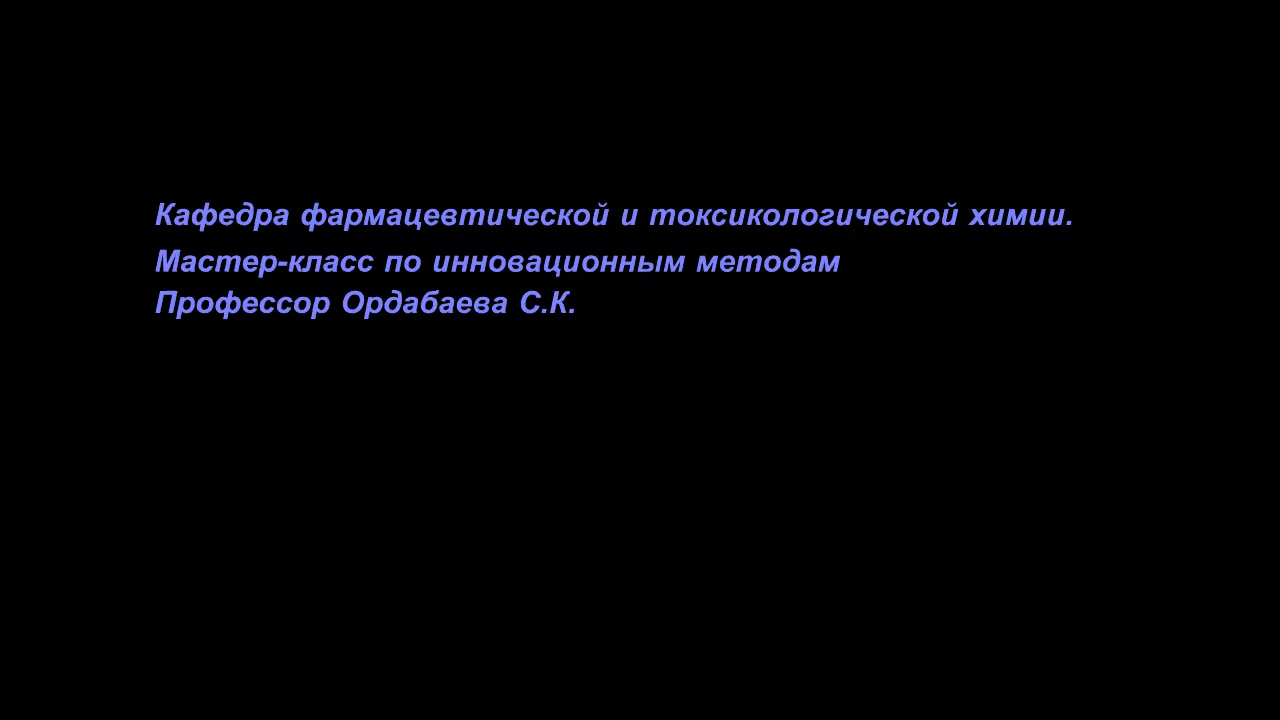 Кафедра фармацевтической и токсикологической химии.
Мастер-класс по инновационным методам
Профессор Ордабаева С.К.